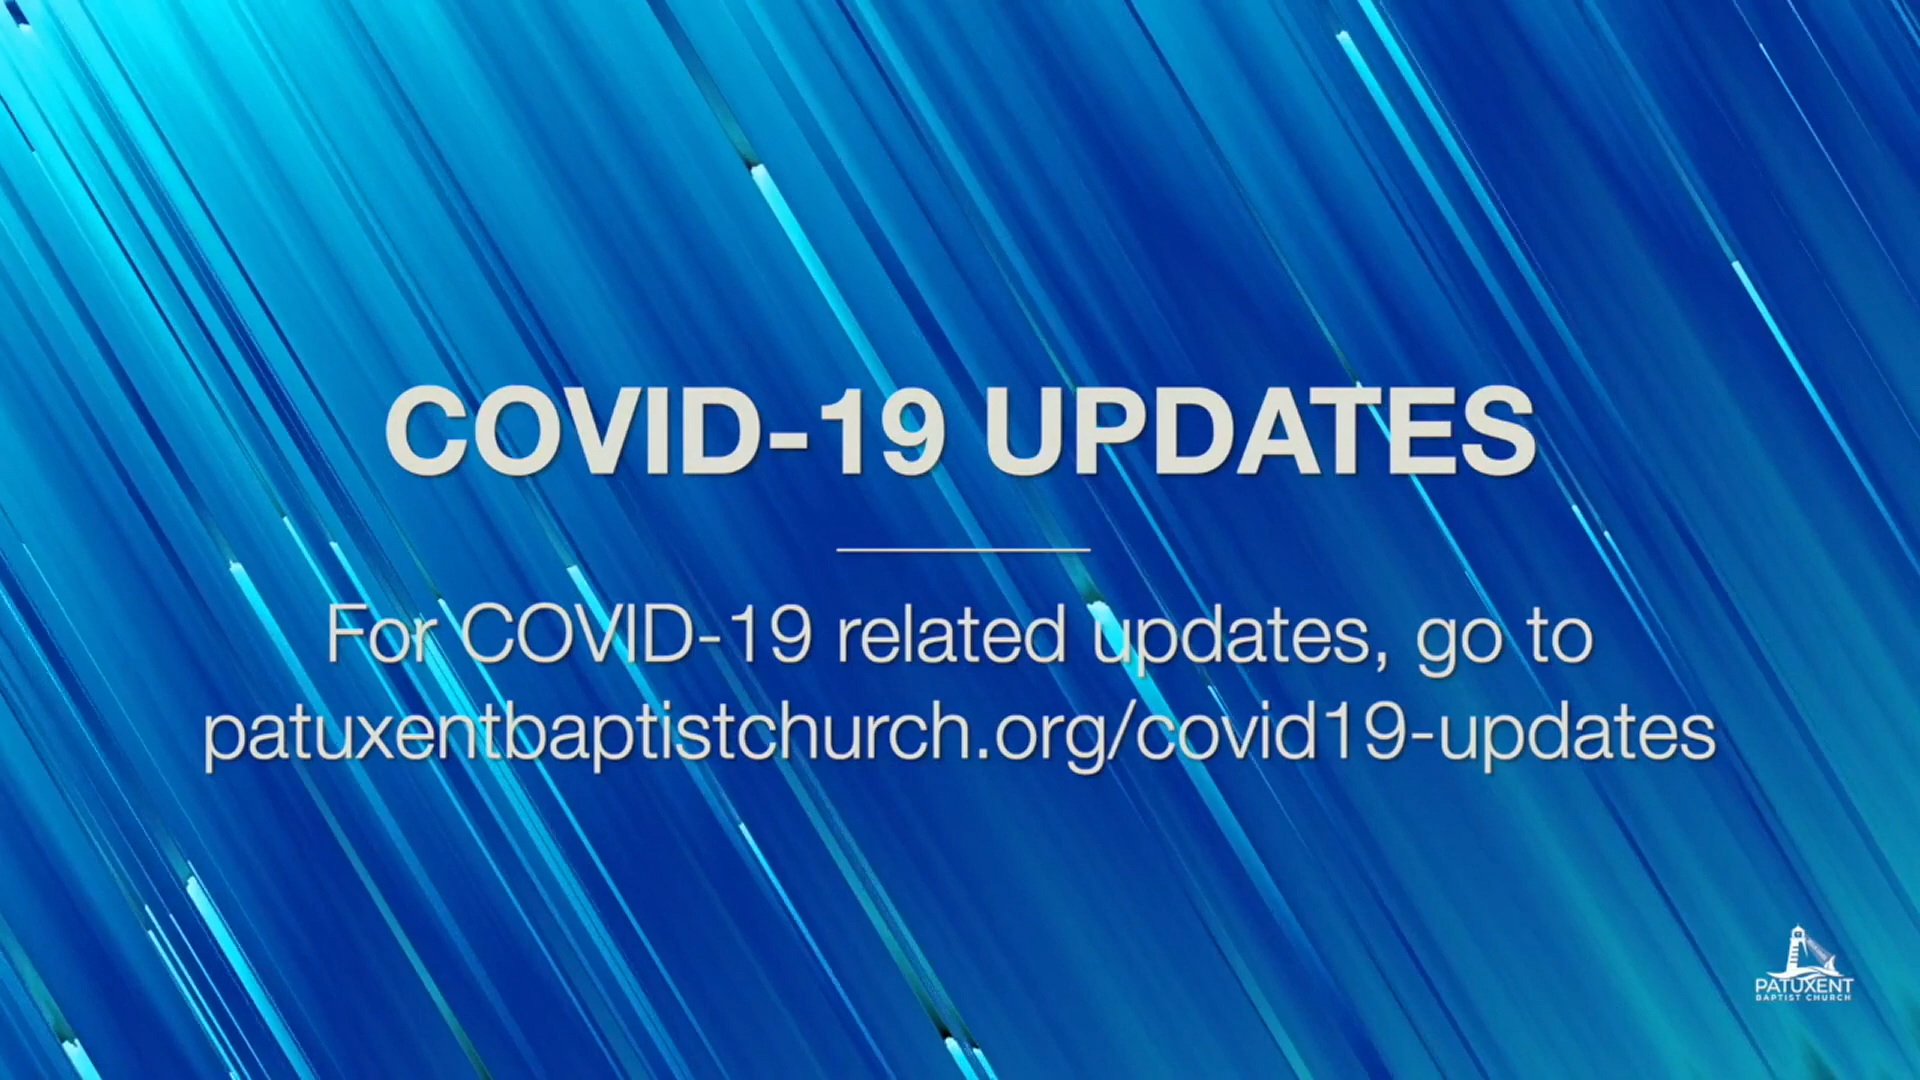 COVID-19 UPDATES
For COVID-19 related updates, go to
patuxentbaptistchurch.org/covid19-updates
PATUXENT
BAPTIST CHURCH